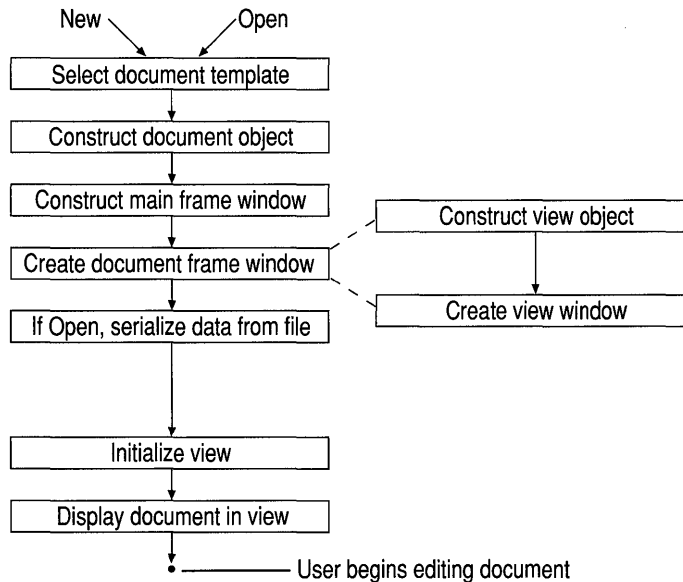 New
Open
Select document template
Construct document object
Construct main frame window
Create document frame window
Construct view object
Create view window
If Open, serialize data from file
Initialize view
Display document in view
User begins editing document